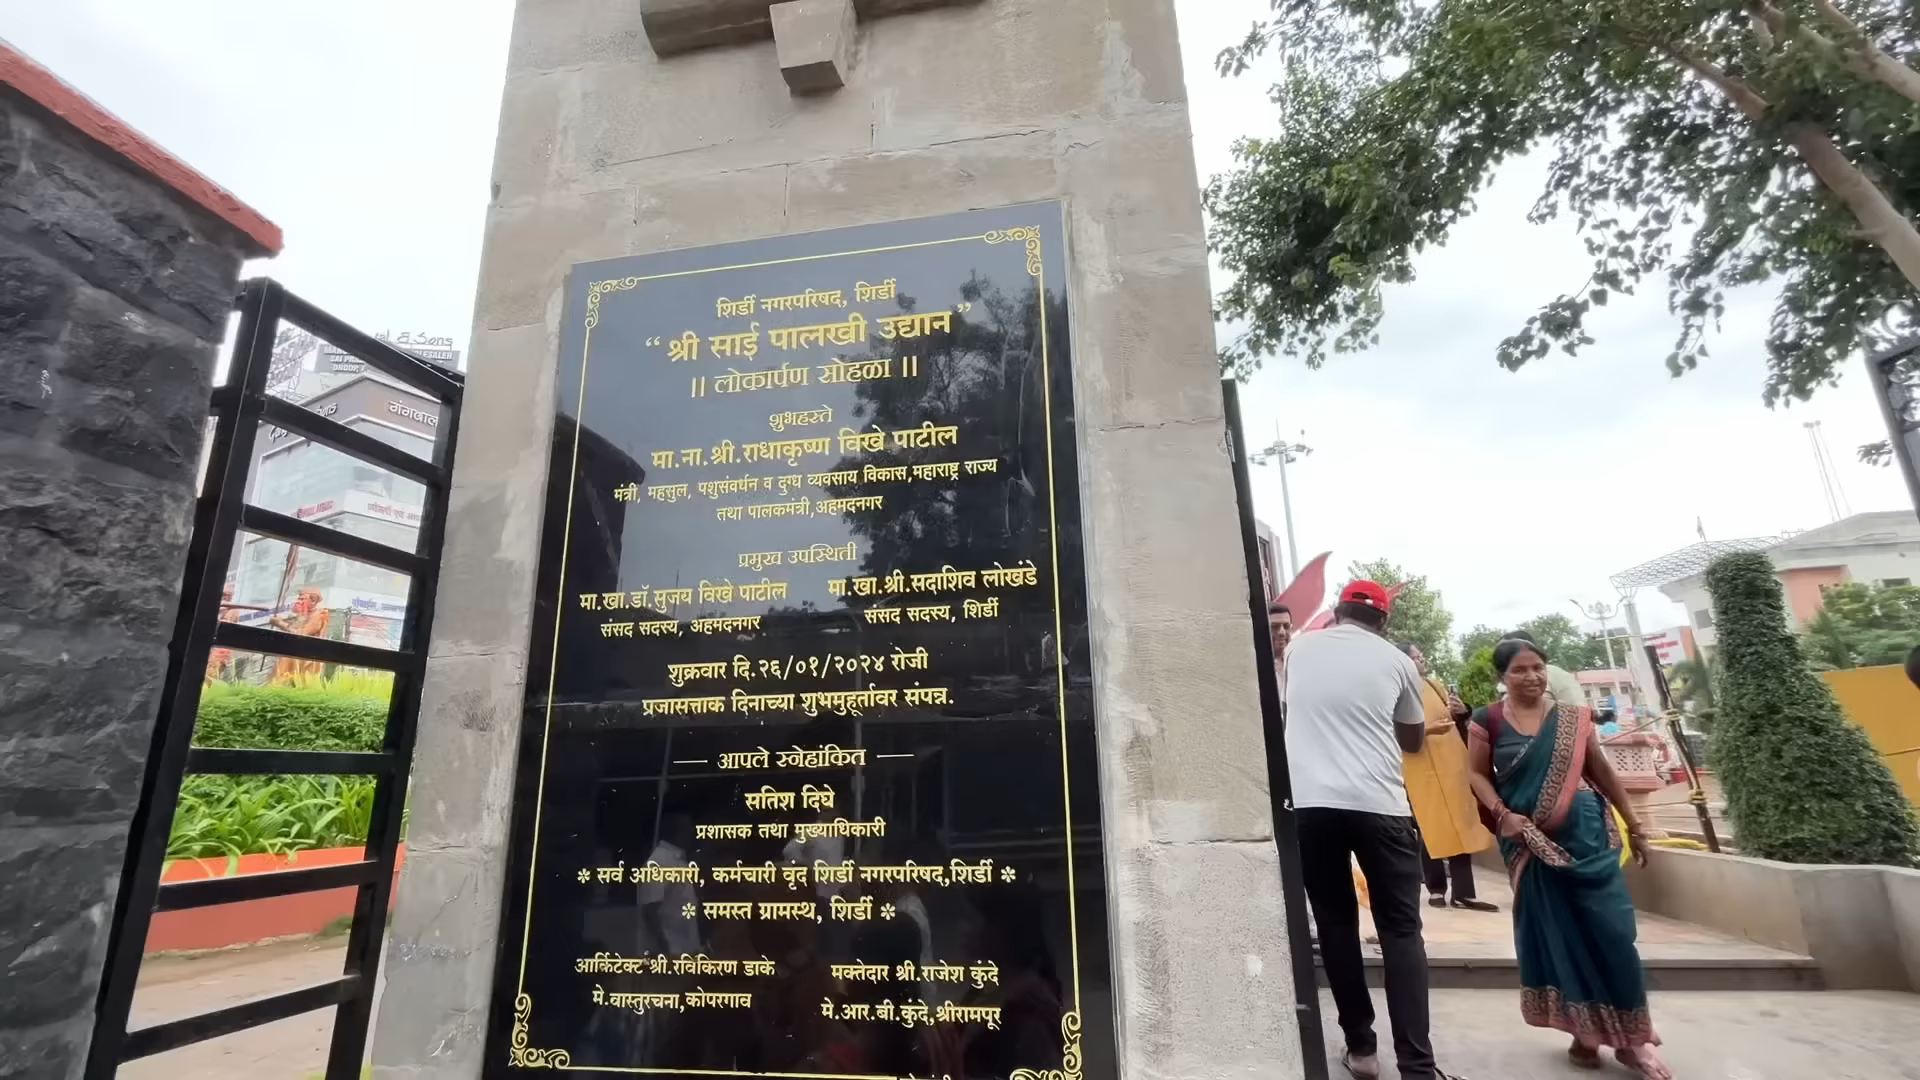 शिर्डी नगरपरिषद, शिर्डी
“श्री साई पालखी उद्यान”
|| लोकार्पण सोहळा ||
शुभहस्ते
मा.ना.श्री.राधाकृष्ण विखे पाटील
मंत्री, महसुल, पशुसंवर्धन व दुग्ध व्यवसाय विकास,महाराष्ट्र राज्य
तथा पालकमंत्री,अहमदनगर
प्रमुख उपस्थिती
मा.खा.डॉ.सुजय विखे पाटील
संसद सदस्य, अहमदनगर
मा.खा.श्री.सदाशिव लोखंडे
संसद सदस्य, शिर्डी
शुक्रवार दि.२६/०१/२०२४ रोजी
प्रजासत्ताक दिनाच्या शुभमुहूर्तावर संपन्न.
— आपले स्नेहांकित —
सतिश दिघे
प्रशासक तथा मुख्याधिकारी
* सर्व अधिकारी, कर्मचारी वृंद शिर्डी नगरपरिषद,शिर्डी *
* समस्त ग्रामस्थ, शिर्डी *
आर्किटेक्ट श्री.रविकिरण डाके
मे.वास्तुरचना,कोपरगाव
मक्तेदार श्री.राजेश कुंदे
मे.आर.बी.कुंदे,श्रीरामपूर
& Sons
गंगवाल